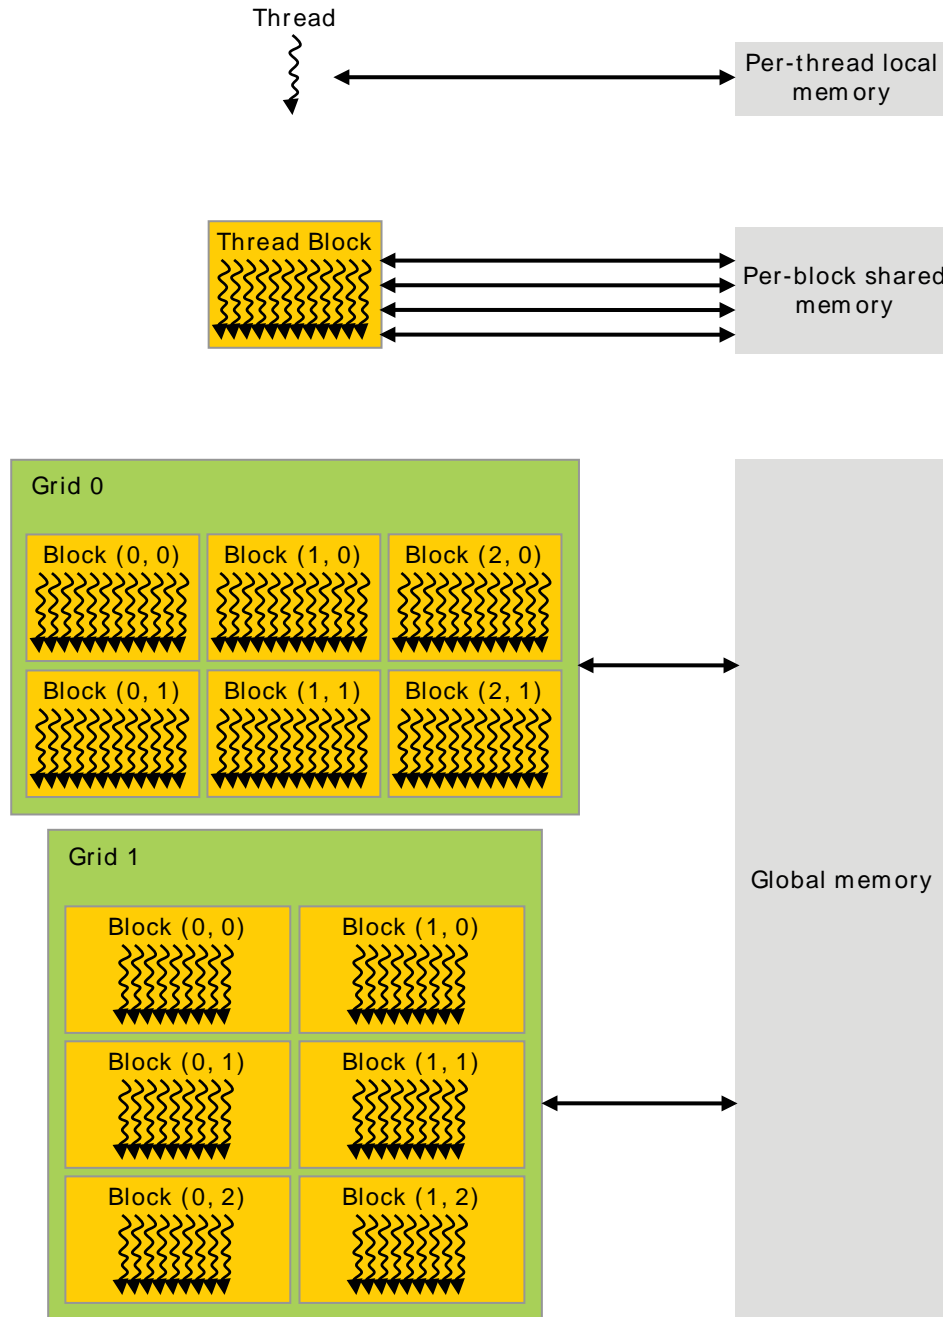 Thread
Per-thread local
memory
Thread Block
Per-block shared
memory
Grid 0
Block (0, 0)
Block (1, 0)
Block (2, 0)
Block (0, 1)
Block (1, 1)
Block (2, 1)
Grid 1
Global memory
Block (0, 0)
Block (1, 0)
Block (0, 1)
Block (1, 1)
Block (0, 2)
Block (1, 2)